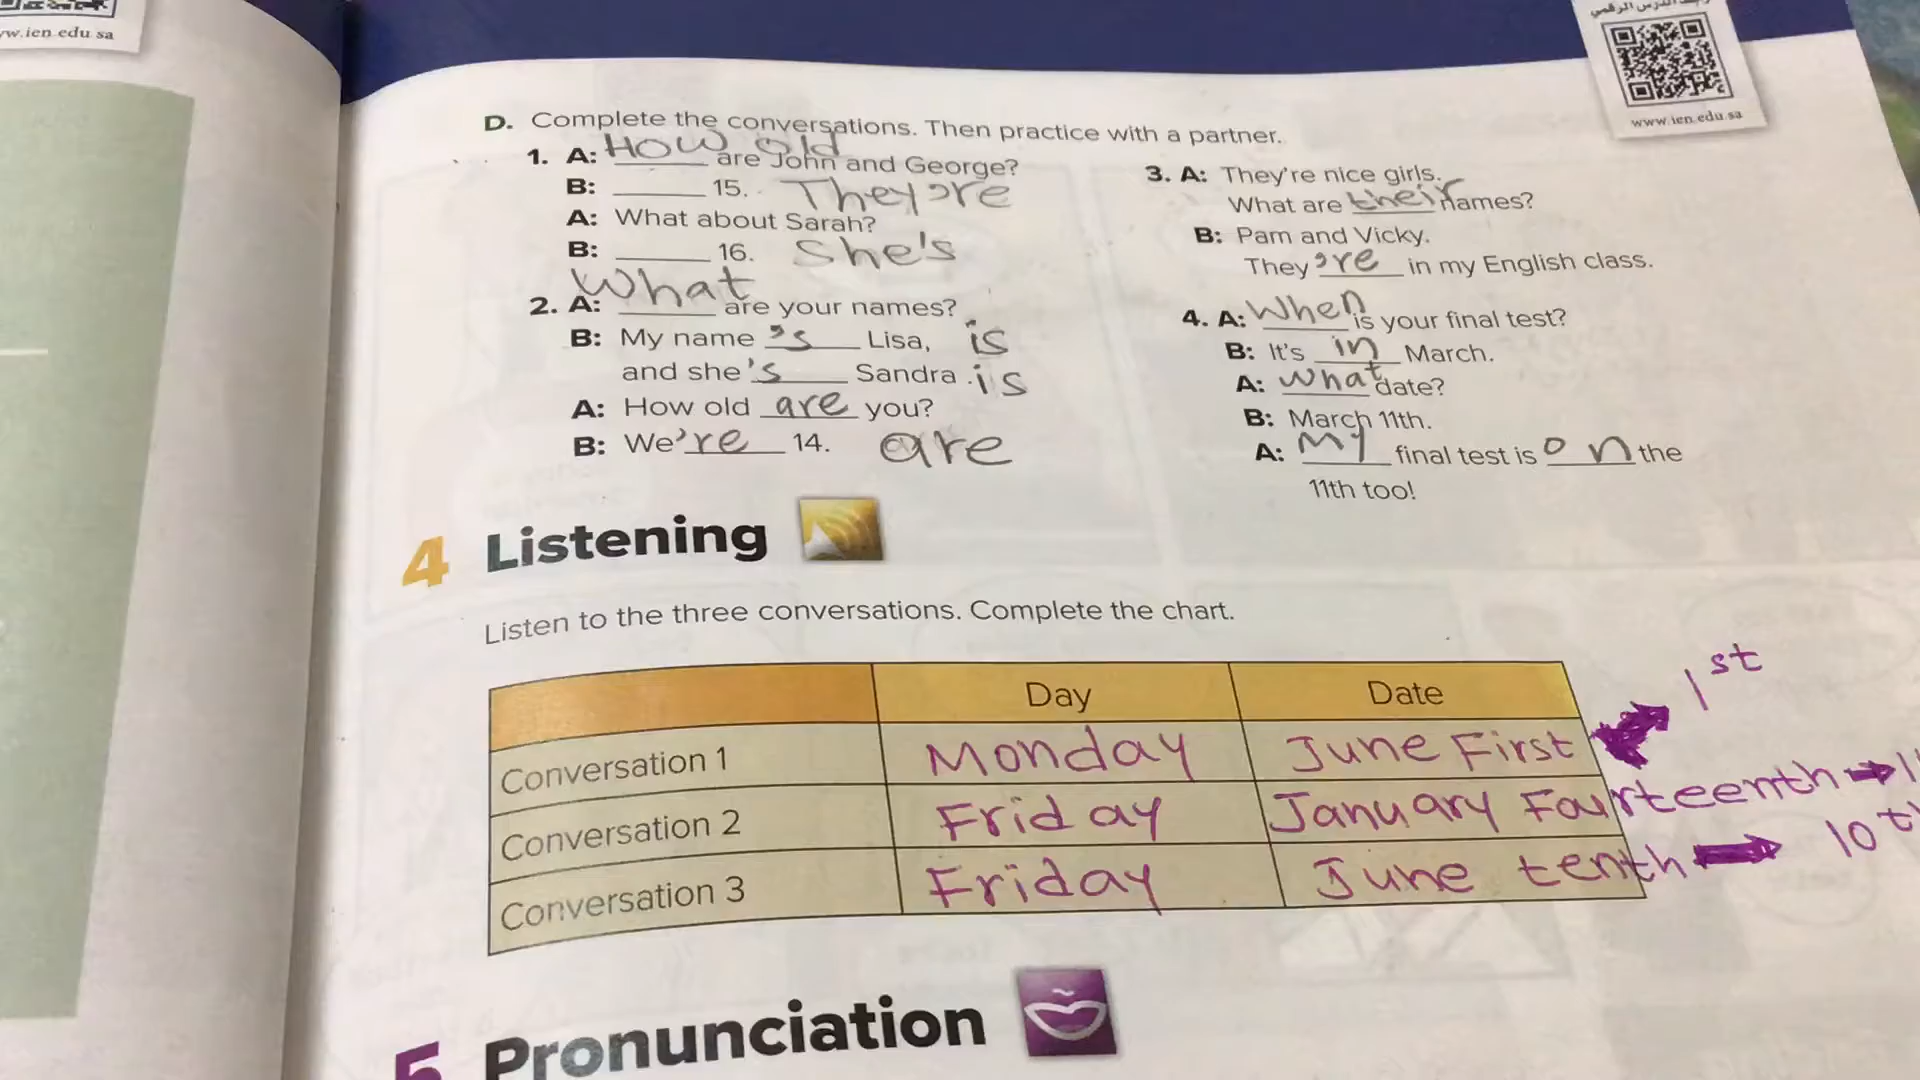 www.ien.edu.sa
D. Complete the conversations. Then practice with a partner.
1. A: How old are John and George?
B: ______ 15. They're
A: What about Sarah?
B: ______ 16. She's
2. A: What are your names?
B: My name 's Lisa, is
and she 's Sandra. is
A: How old are you?
B: We 're 14. are
www.ien.edu.sa
3. A: They're nice girls.
What are their names?
B: Pam and Vicky.
They 're in my English class.
4. A: When is your final test?
B: It's in March.
A: what date?
B: March 11th.
A: My final test is on the
11th too!
4 Listening
Listen to the three conversations. Complete the chart.
Day Date
Conversation 1 Monday June First 1st
Conversation 2 Friday January Fourteenth
Conversation 3 Friday June tenth 10th
5 Pronunciation